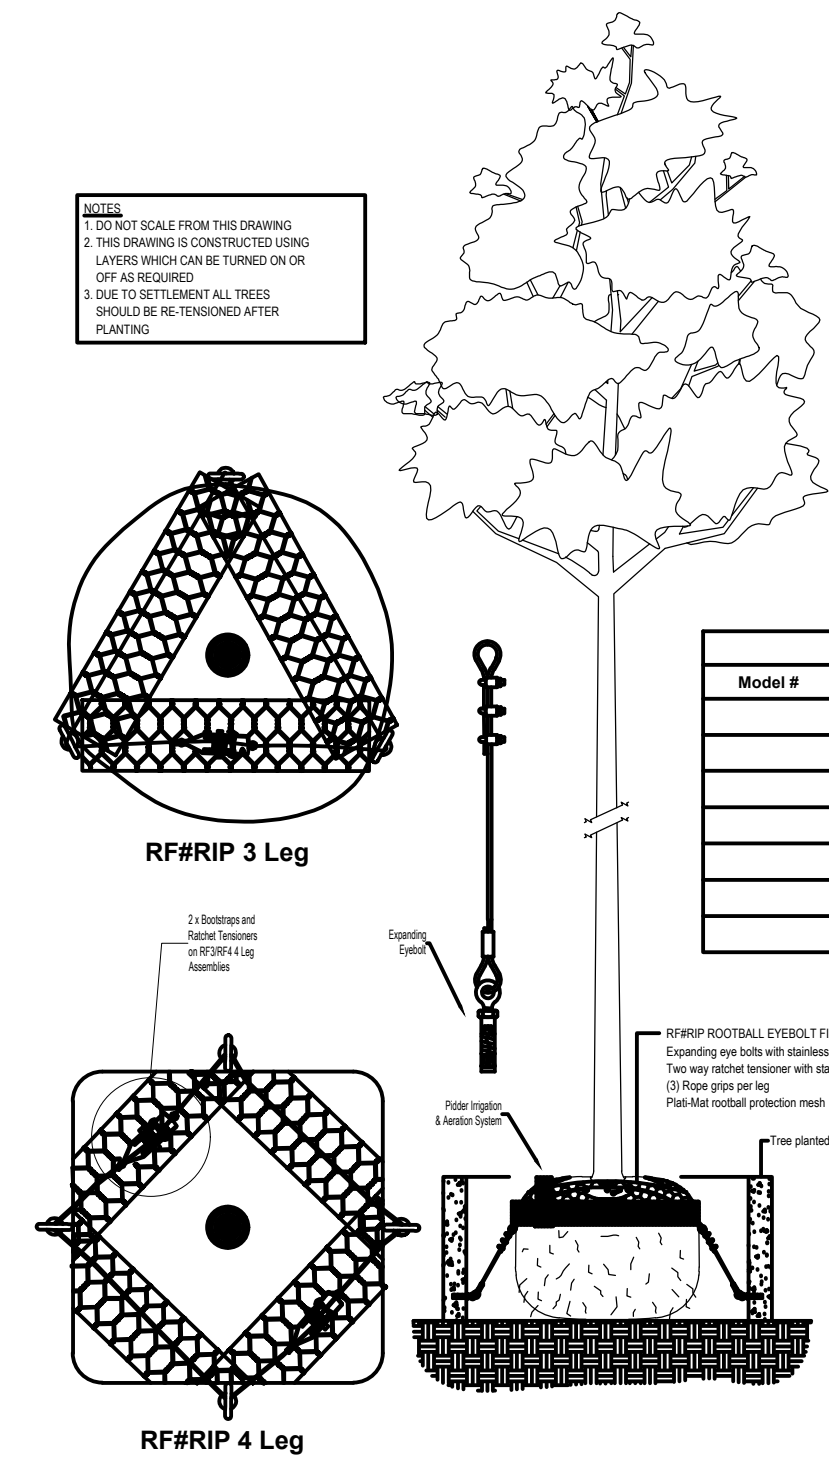 NOTES
1. DO NOT SCALE FROM THIS DRAWING
2. THIS DRAWING IS CONSTRUCTED USING
LAYERS WHICH CAN BE TURNED ON OR
OFF AS REQUIRED
3. DUE TO SETTLEMENT ALL TREES
SHOULD BE RE-TENSIONED AFTER
PLANTING
Model #
RF#RIP 3 Leg
2 x Bootstraps and
Ratchet Tensioners
on RF3/RF4 4 Leg
Assemblies
Expanding
Eyebolt
RF#RIP ROOTBALL EYEBOLT FI
Expanding eye bolts with stainless
Two way ratchet tensioner with sta
(3) Rope grips per leg
Plati-Mat rootball protection mesh
Pidder Irrigation
& Aeration System
Tree planted
RF#RIP 4 Leg